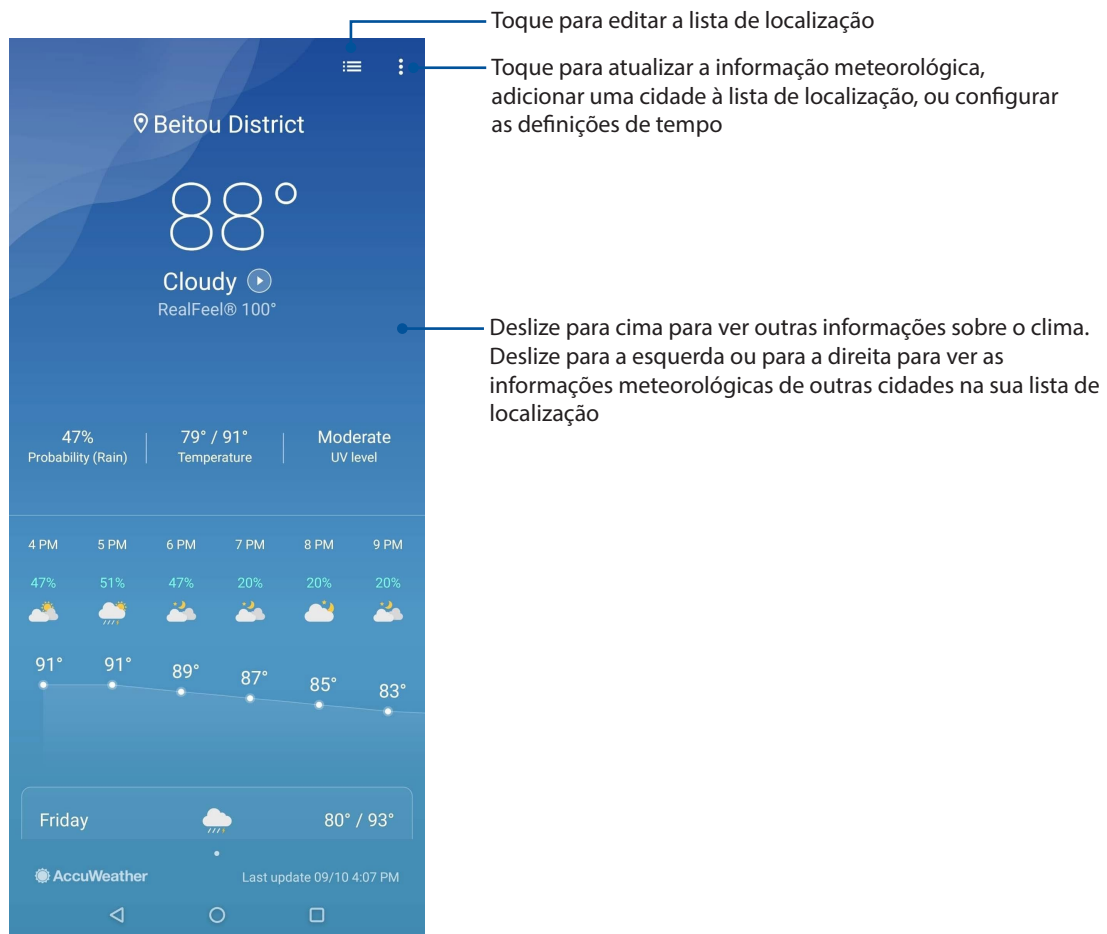 Toque para editar a lista de localização
Toque para atualizar a informação meteorológica,
adicionar uma cidade à lista de localização, ou configurar
as definições de tempo
Beitou District
88°
Cloudy
RealFeel® 100°
Deslize para cima para ver outras informações sobre o clima.
Deslize para a esquerda ou para a direita para ver as
informações meteorológicas de outras cidades na sua lista de
localização
47% 79° / 91° Moderate
Probability (Rain) Temperature UV level
4 PM 5 PM 6 PM 7 PM 8 PM 9 PM
47% 51% 47% 20% 20% 20%
91° 91° 89° 87° 85° 83°
Friday 80° / 93°
AccuWeather Last update 09/10 4:07 PM